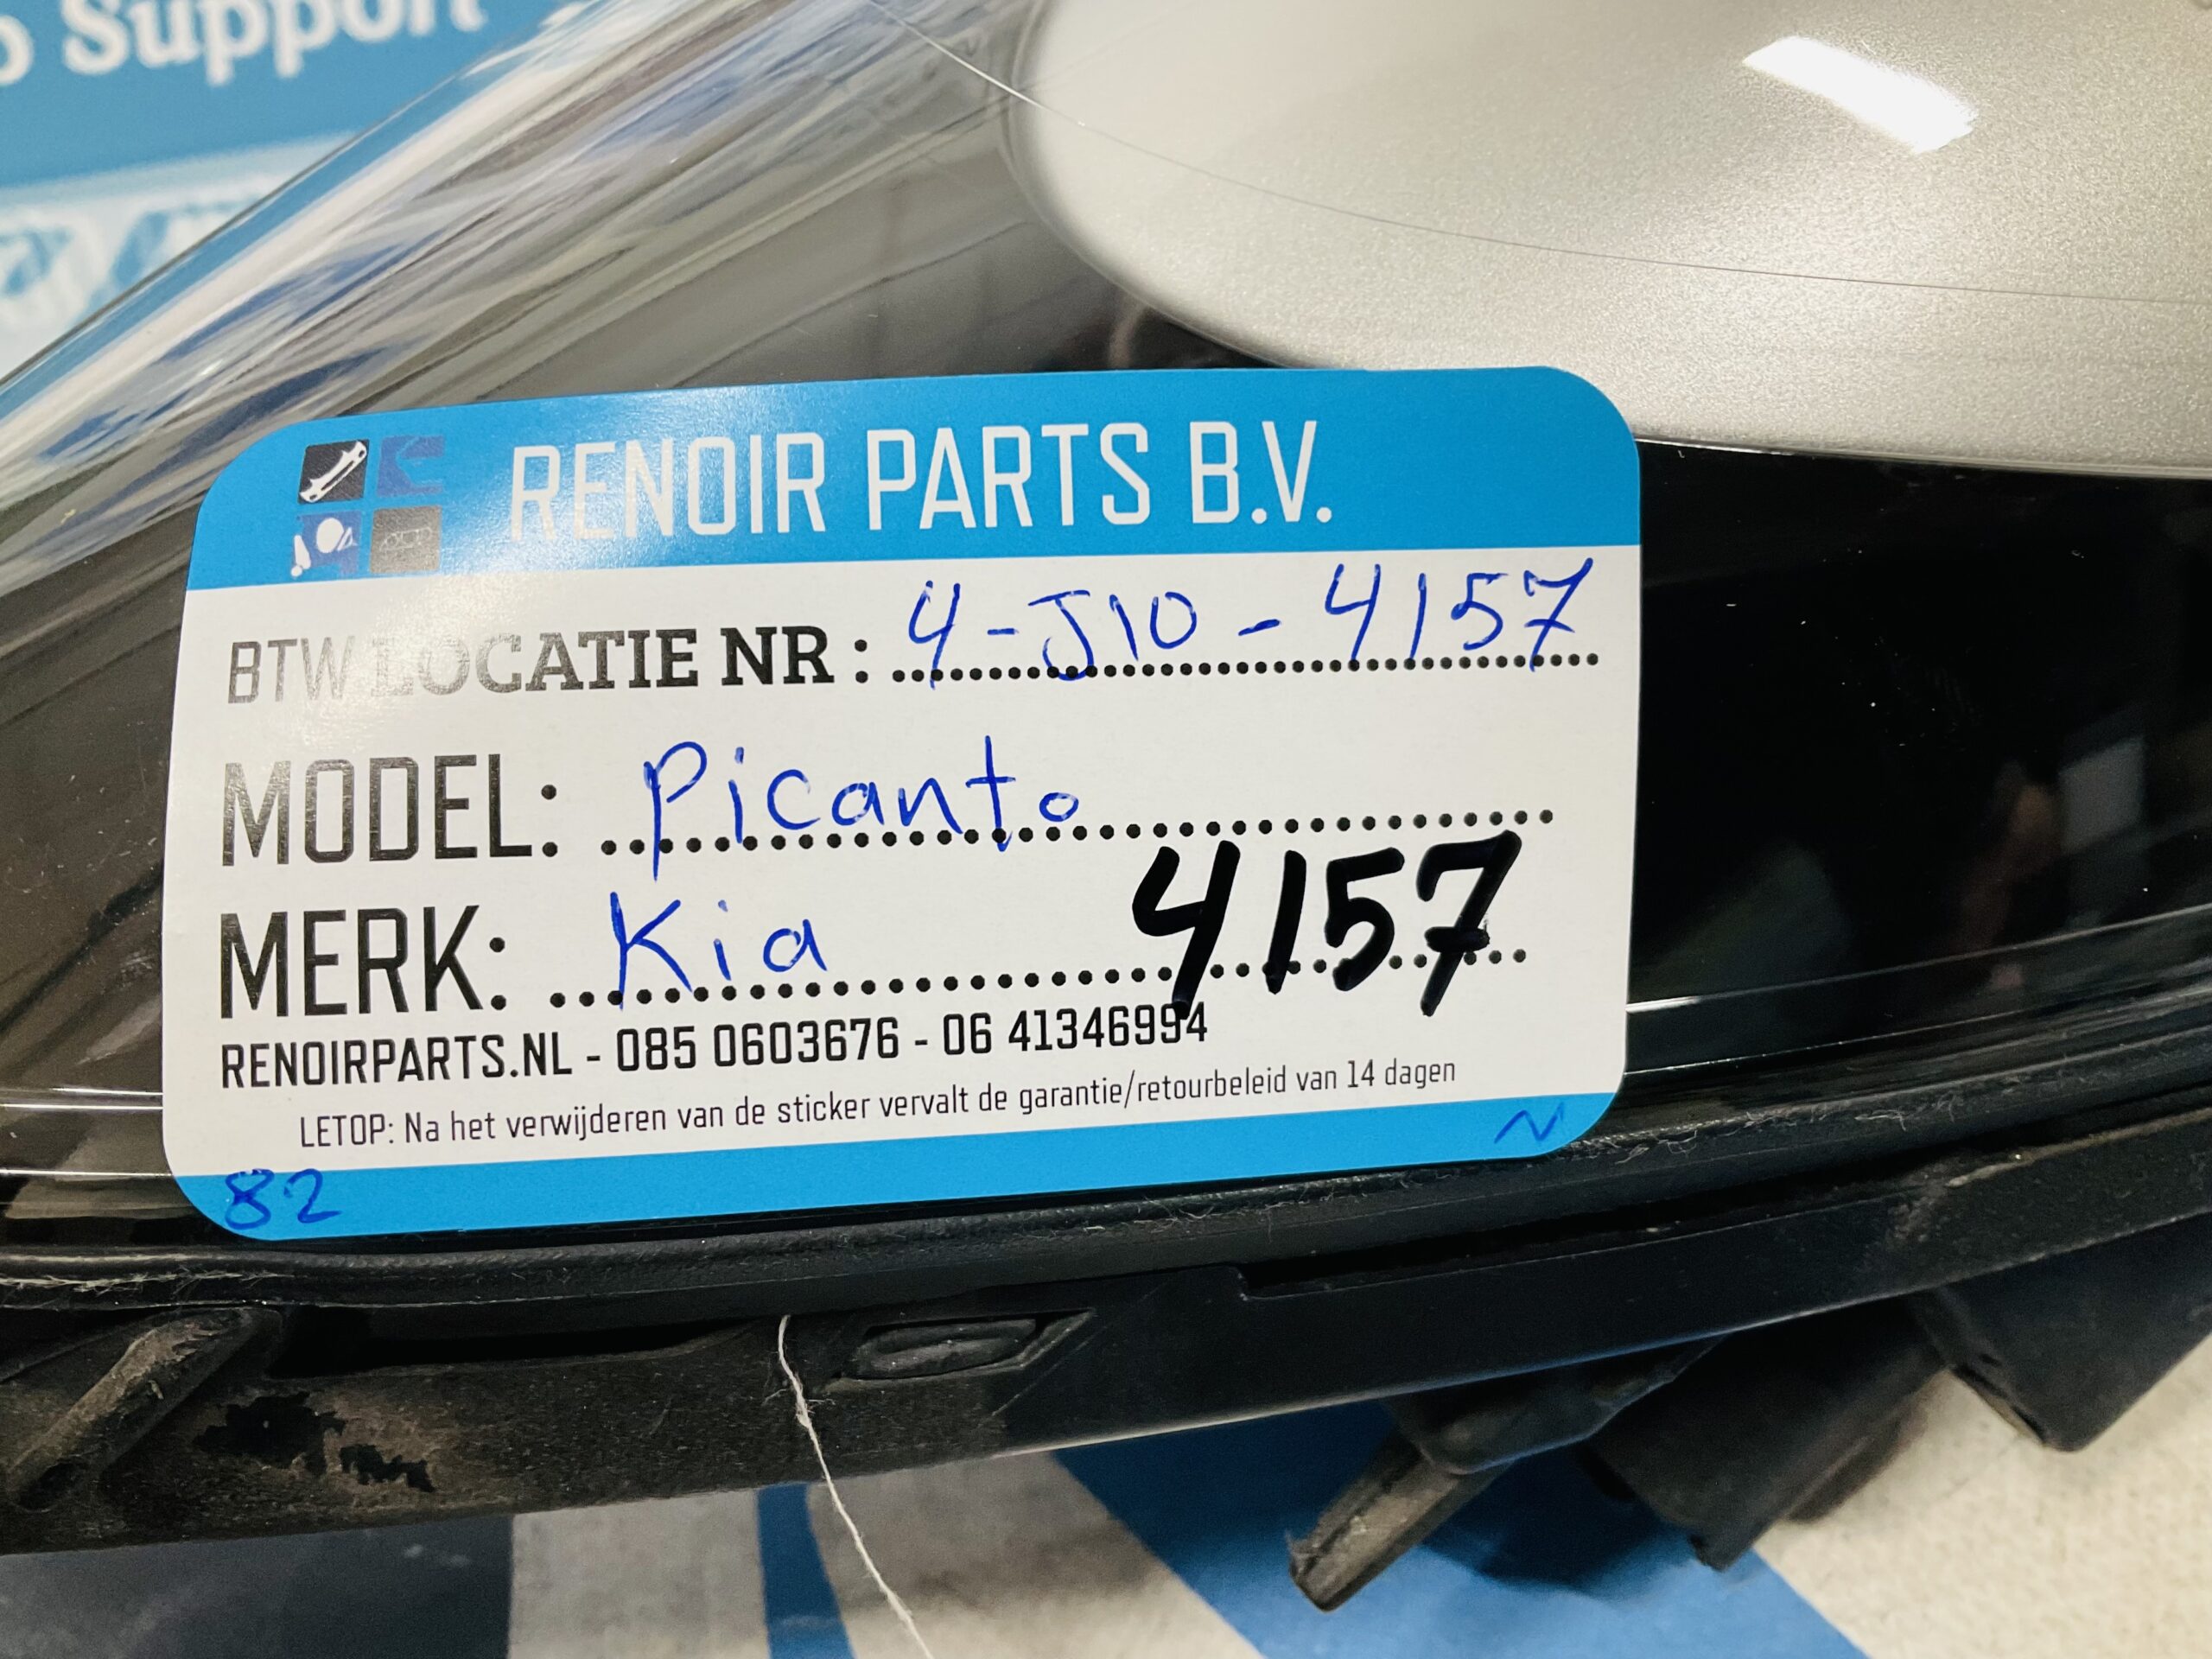 Support
RENOIR PARTS B.V.
BTW LOCATIE NR : 4-J10-4157
MODEL: Picanto
MERK: Kia 4157
RENOIRPARTS.NL - 085 0603676 - 06 41346994
LETOP: Na het verwijderen van de sticker vervalt de garantie/retourbeleid van 14 dagen
82 N